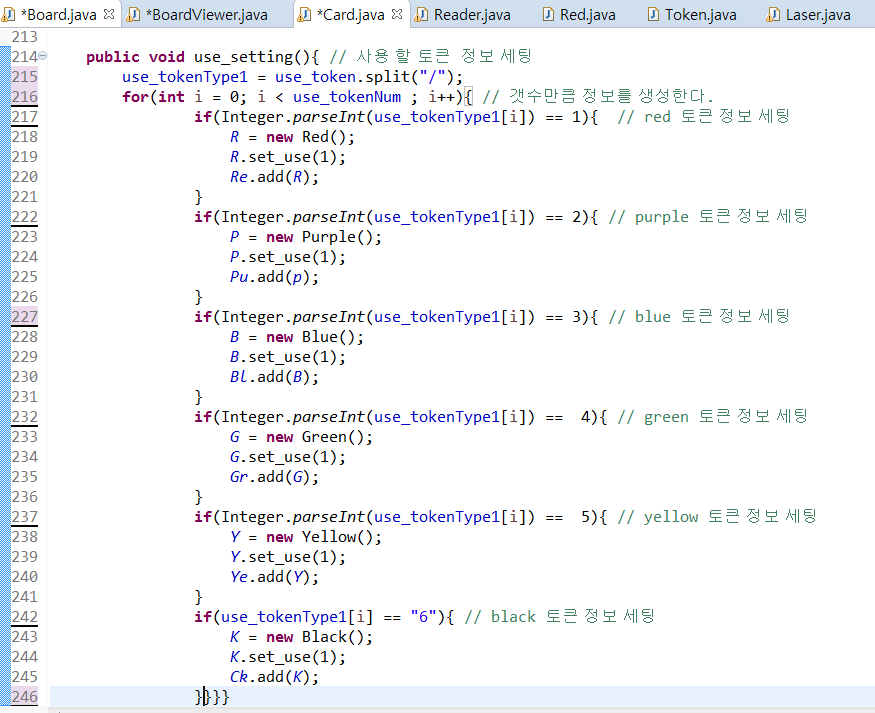 *Board.java *BoardViewer.java *Card.java Reader.java Red.java Token.java Laser.java
213
214 public void use_setting(){ // 사용 할 토큰 정보 세팅
215 use_tokenType1 = use_token.split("/");
216 for(int i = 0; i < use_tokenNum ; i++){ // 갯수만큼 정보를 생성한다.
217 if(Integer.parseInt(use_tokenType1[i]) == 1){ // red 토큰 정보 세팅
218 R = new Red();
219 R.set_use(1);
220 Re.add(R);
221 }
222 if(Integer.parseInt(use_tokenType1[i]) == 2){ // purple 토큰 정보 세팅
223 P = new Purple();
224 P.set_use(1);
225 Pu.add(p);
226 }
227 if(Integer.parseInt(use_tokenType1[i]) == 3){ // blue 토큰 정보 세팅
228 B = new Blue();
229 B.set_use(1);
230 Bl.add(B);
231 }
232 if(Integer.parseInt(use_tokenType1[i]) == 4){ // green 토큰 정보 세팅
233 G = new Green();
234 G.set_use(1);
235 Gr.add(G);
236 }
237 if(Integer.parseInt(use_tokenType1[i]) == 5){ // yellow 토큰 정보 세팅
238 Y = new Yellow();
239 Y.set_use(1);
240 Ye.add(Y);
241 }
242 if(use_tokenType1[i] == "6"){ // black 토큰 정보 세팅
243 K = new Black();
244 K.set_use(1);
245 Ck.add(K);
246 }}}}